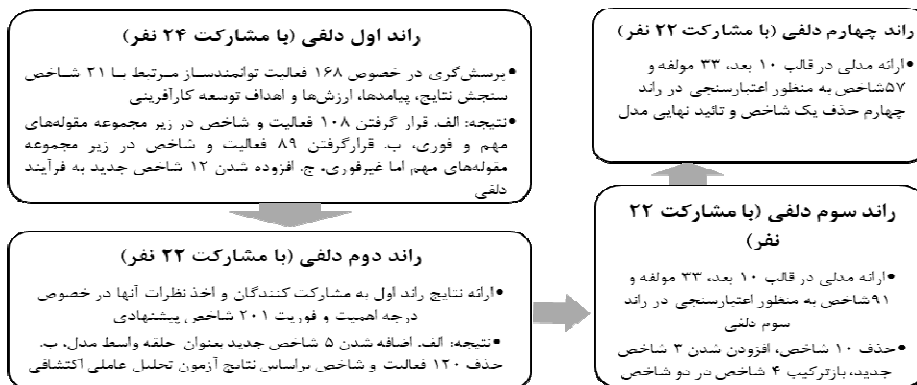 راند اول دلفی (با مشارکت ۲۴ نفر)
•پرسش‌گری در خصوص ۱۶۸ فعالیت توانمندساز مرتبط با ۲۱ شاخص
سنجش نتایج، پیامدها، ارزش‌ها و اهداف توسعه کارآفرینی
•نتیجه: الف. قرار گرفتن ۱۰۸ فعالیت و شاخص در زیر مجموعه مقوله‌های
مهم و فوری، ب. قرارگرفتن ۸۹ فعالیت و شاخص در زیر مجموعه
مقوله‌های مهم اما غیرفوری. ج. افزوده شدن ۱۲ شاخص جدید به فرآیند
دلفی
راند دوم دلفی (با مشارکت ۲۲ نفر)
•ارائه نتایج راند اول به مشارکت کنندگان و اخذ نظرات آنها در خصوص
درجه اهمیت و فوریت ۲۰۱ شاخص پیشنهادی
•نتیجه: الف. اضافه شدن ۵ شاخص جدید بعنوان حلقه واسط مدل، ب.
حذف ۱۲۰ فعالیت و شاخص براساس نتایج آزمون تحلیل عاملی اکتشافی
راند سوم دلفی (با مشارکت ۲۲
نفر)
•ارائه مدلی در قالب ۱۰ بعد، ۳۳ مولفه و
۹۱شاخص به منظور اعتبارسنجی در راند
سوم دلفی
•حذف ۱۰ شاخص، افزودن شدن ۳ شاخص
جدید، بازترکیب ۴ شاخص در دو شاخص
راند چهارم دلفی (با مشارکت ۲۲ نفر)
•ارائه مدلی در قالب ۱۰ بعد، ۳۳ مولفه و
۵۷شاخص به منظور اعتبارسنجی در راند
چهارم حذف یک شاخص و تائید نهایی مدل